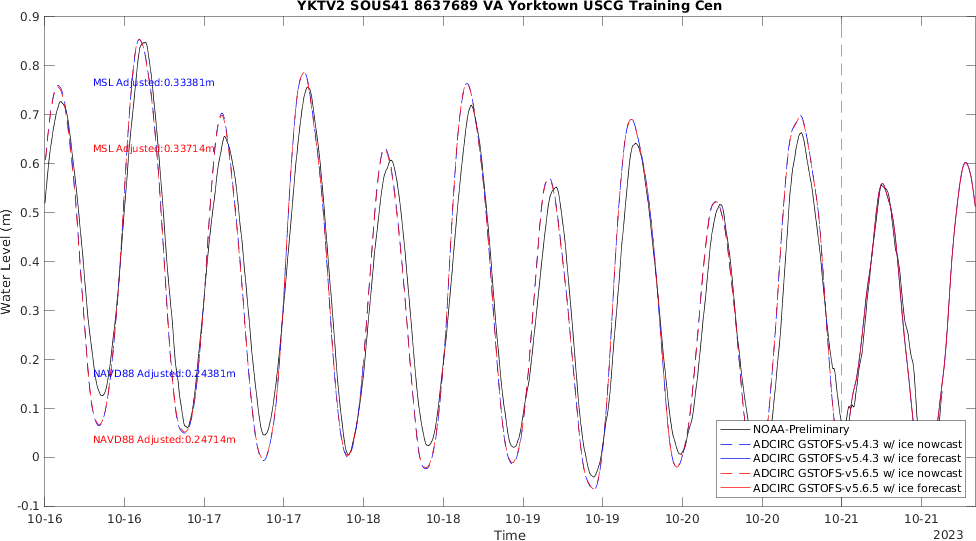 YKTV2 SOUS41 8637689 VA Yorktown USCG Training Cen
0.9
0.8
0.7
0.6
0.5
0.4
0.3
0.2
0.1
0
-0.1
Water Level (m)
MSL Adjusted:0.33381m
MSL Adjusted:0.33714m
NAVD88 Adjusted:0.24381m
NAVD88 Adjusted:0.24714m
NOAA-Preliminary
ADCIRC GSTOFS-v5.4.3 w/ ice nowcast
ADCIRC GSTOFS-v5.4.3 w/ ice forecast
ADCIRC GSTOFS-v5.6.5 w/ ice nowcast
ADCIRC GSTOFS-v5.6.5 w/ ice forecast
10-16 10-16 10-17 10-17 10-18 10-18 10-19 10-19 10-20 10-20 10-21 10-21
Time
2023